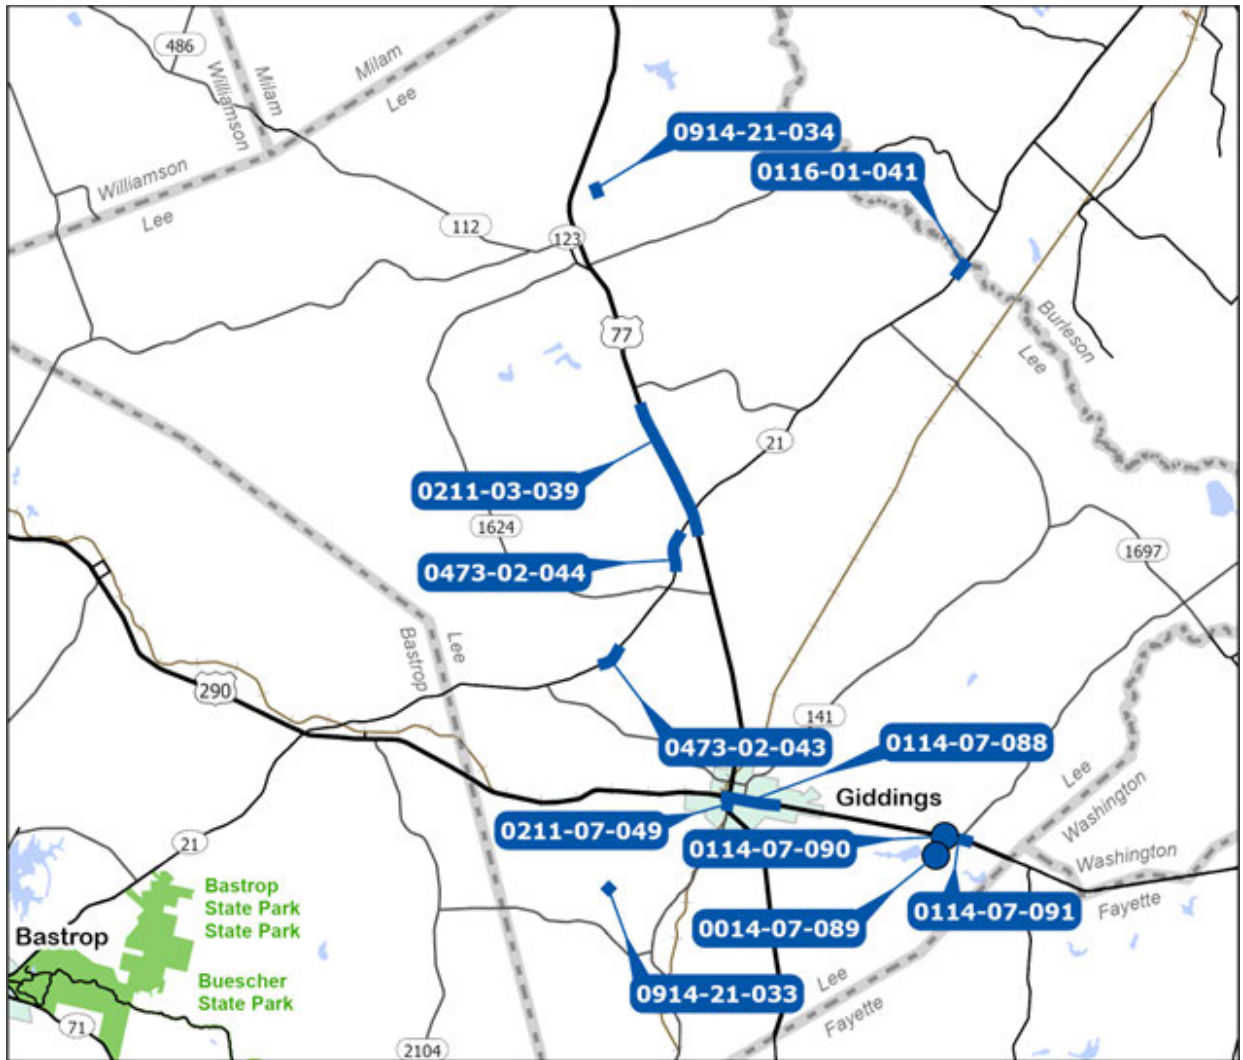 486
Milam
Williamson
Milam
Lee
0914-21-034
0116-01-041
Williamson
Lee
112
123
77
Burleson
Lee
21
0211-03-039
1624
1697
0473-02-044
Bastrop
Lee
290
141
0473-02-043
0114-07-088
Lee
Washington
Giddings
0211-07-049
0114-07-090
21
Washington
Fayette
Bastrop
State Park
State Park
0014-07-089
0114-07-091
Bastrop
Buescher
State Park
0914-21-033
Lee
Fayette
71
2104